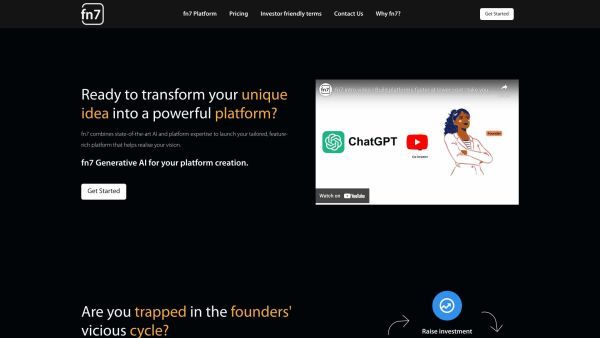 fn7
fn7 Platform
Pricing
Investor friendly terms
Contact Us
Why fn7?
Get Started
Ready to transform your unique
idea into a powerful platform?
fn7 combines state-of-the-art AI and platform expertise to launch your tailored, feature-
rich platform that helps realise your vision.
fn7 Generative AI for your platform creation.
Get Started
fn7
ChatGPT
Founder
Watch on YouTube
Are you trapped in the founders'
vicious cycle?
Raise investment